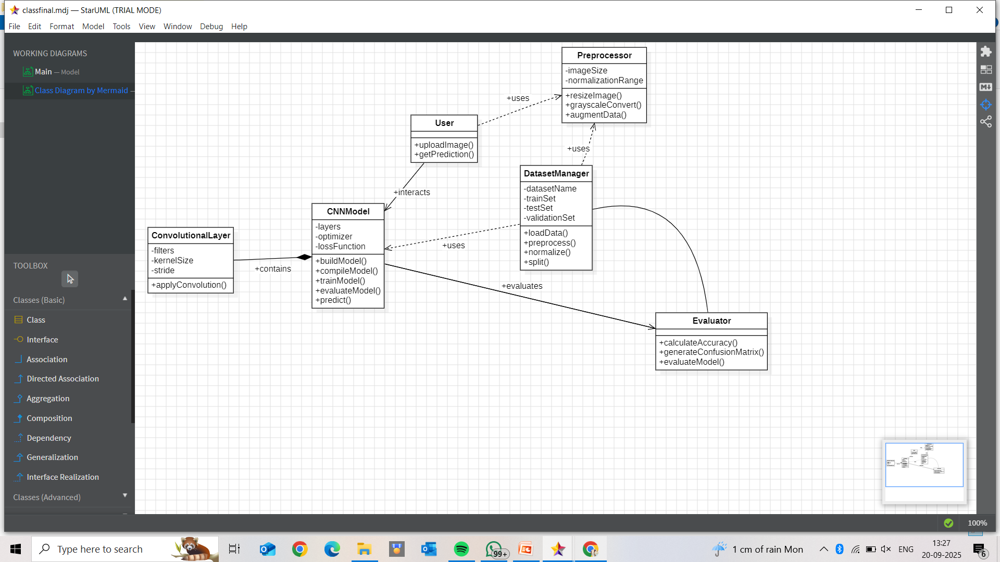 classfinal.mdj — StarUML (TRIAL MODE)
File Edit Format Model Tools View Window Debug Help
WORKING DIAGRAMS
Main — Model
Class Diagram by Mermaid —
TOOLBOX
Classes (Basic)
Class
Interface
Association
Directed Association
Aggregation
Composition
Dependency
Generalization
Interface Realization
Classes (Advanced)
Preprocessor
-imageSize
-normalizationRange
+resizeImage()
+grayscaleConvert()
+augmentData()
+uses
User
+uploadImage()
+getPrediction()
+uses
+interacts
DatasetManager
-datasetName
-trainSet
-testSet
-validationSet
+loadData()
+preprocess()
+normalize()
+split()
CNNModel
-layers
-optimizer
-lossFunction
+buildModel()
+compileModel()
+trainModel()
+evaluateModel()
+predict()
+uses
ConvolutionalLayer
-filters
-kernelSize
-stride
+applyConvolution()
+contains
+evaluates
Evaluator
+calculateAccuracy()
+generateConfusionMatrix()
+evaluateModel()
M
100%
Type here to search
99+
1 cm of rain Mon
ENG
13:27
20-09-2025
6